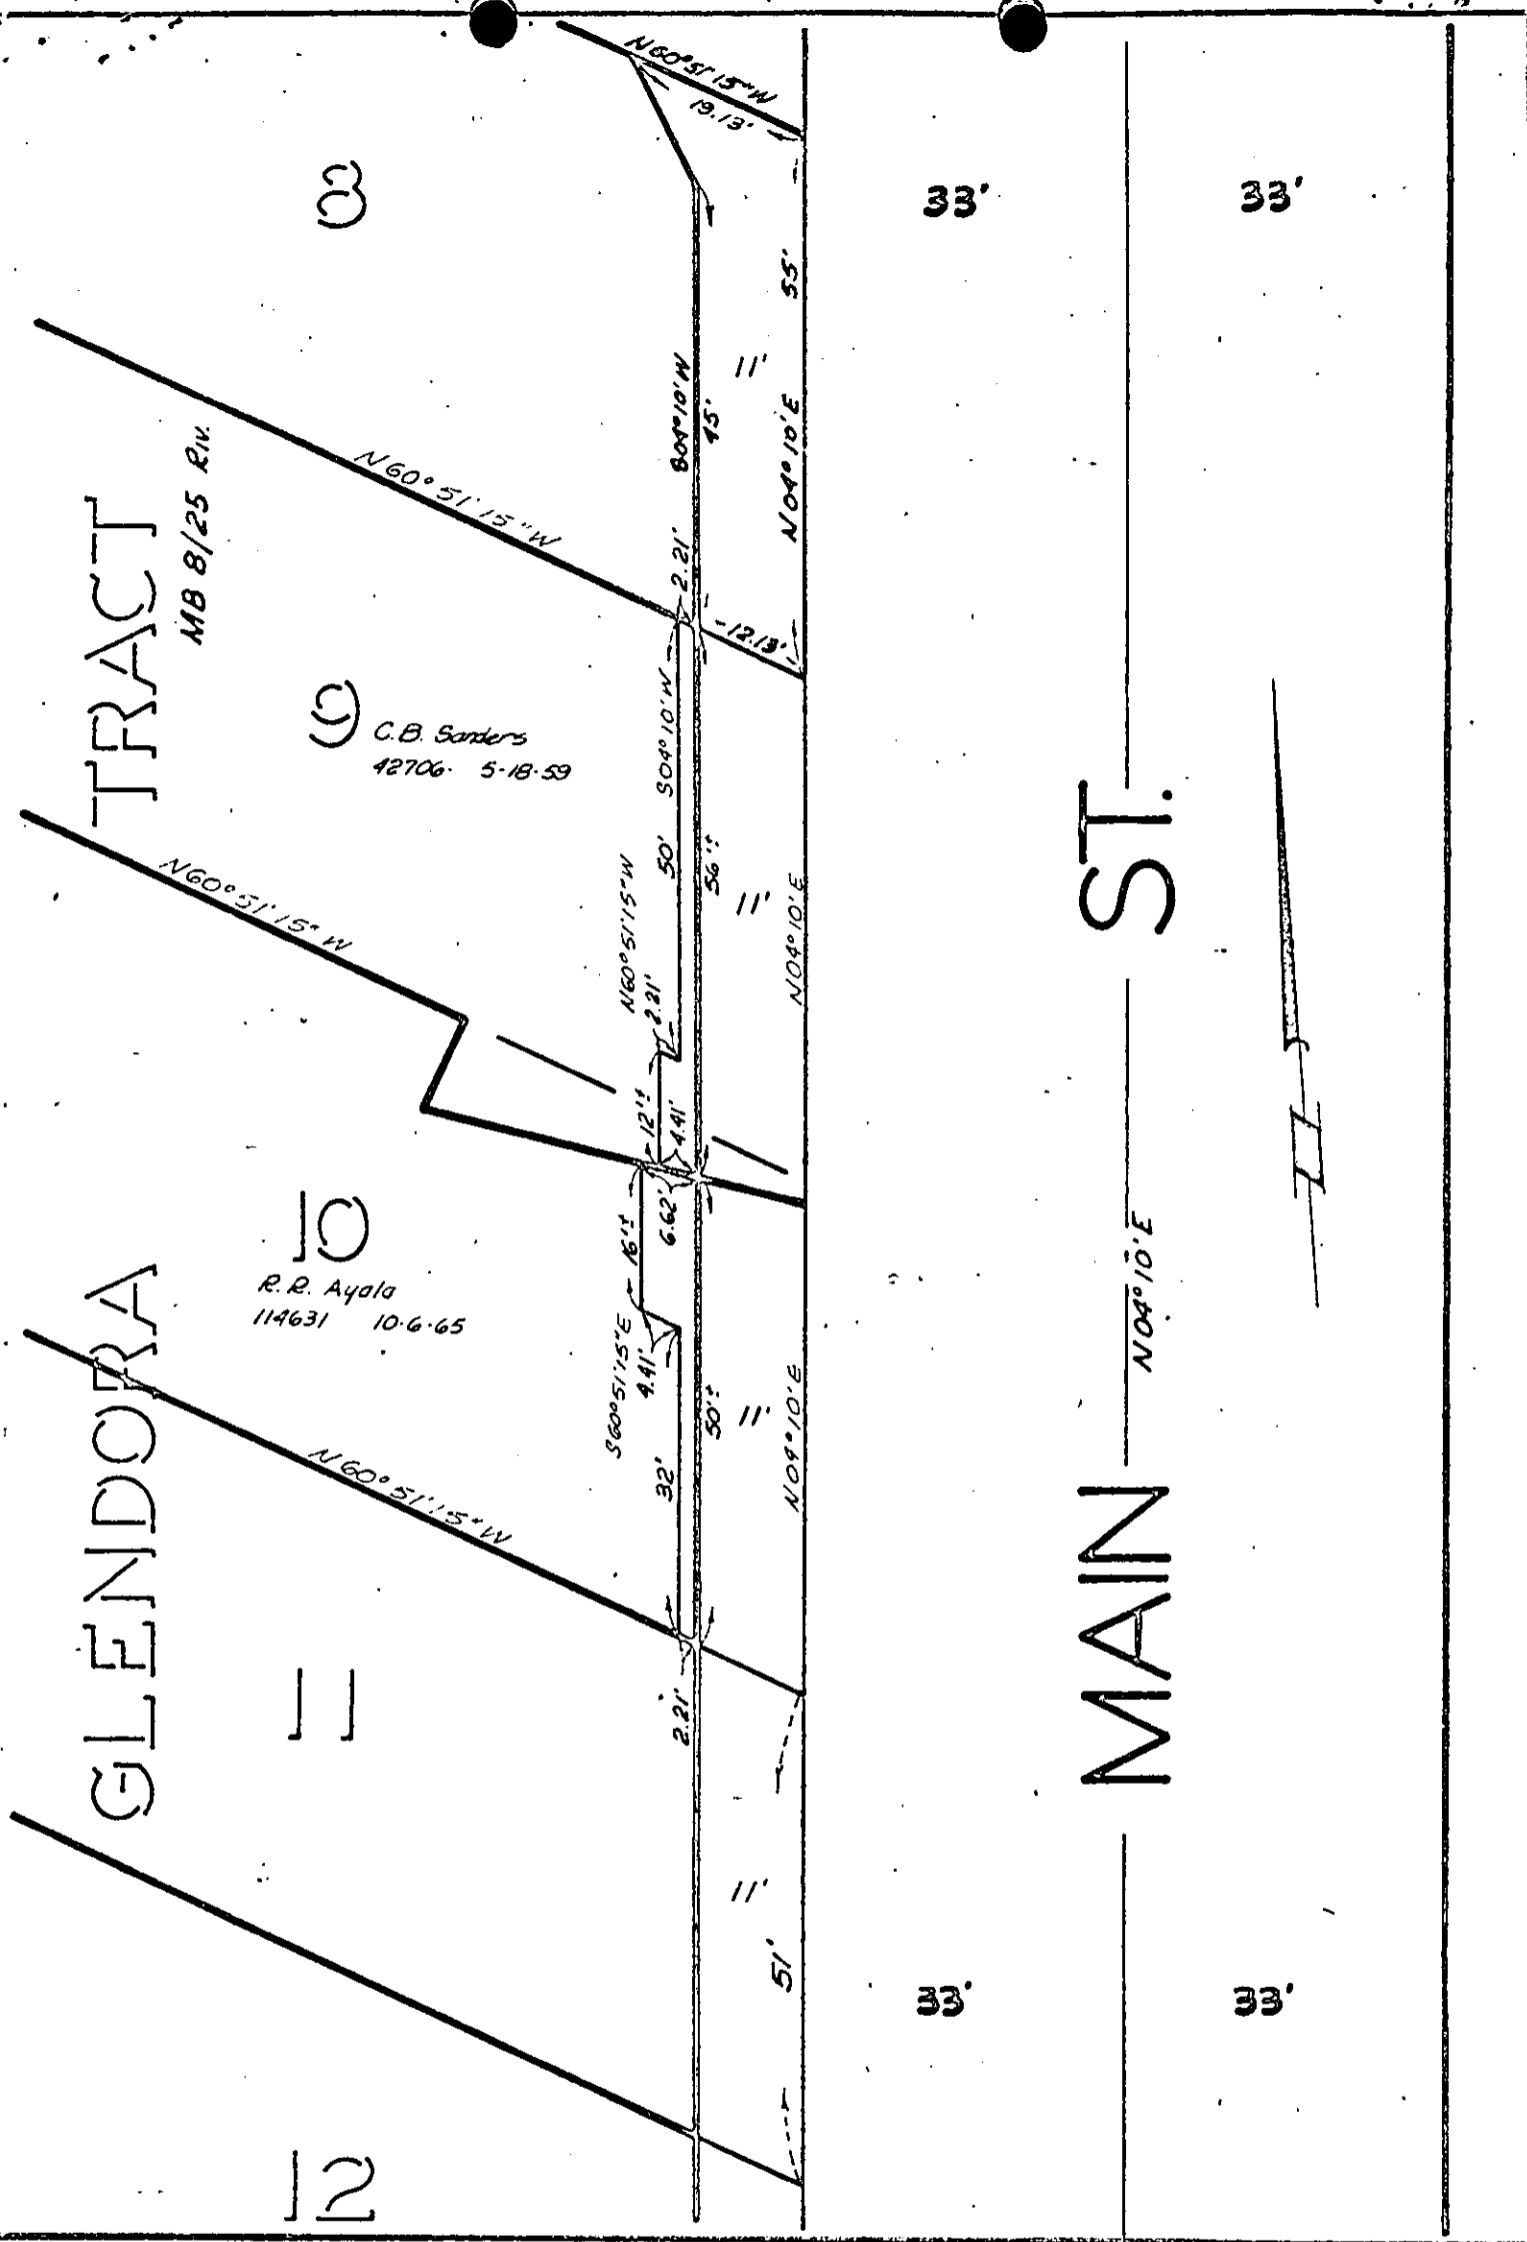 N60°51'15"W
19.13'
8
33'
33'
55'
11'
S04°10'W
45'
N04°10'E
N60°51'15"W
2.21'
12.13'
TRACT
MB 8/25 Riv.
9
C.B. Sanders
42706- 5-18-59
S04°10'W
50'
56'±
11'
N04°10'E
N60°51'15"W
N60°51'15"W
2.21'
12'±
4.41'
16'±
6.62'
10
R.R. Ayala
114631 10-6-65
S60°51'15"E
4.41'
32'
50'±
11'
N04°10'E
N60°51'15"W
GLENDORA
11
2.21'
11'
51'
12
MAIN ST.
N04°10'E
33'
33'